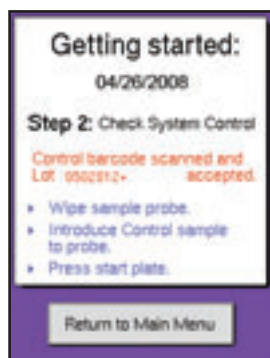 Getting started:
04/26/2008
Step 2: Check System Control
Control barcode scanned and
Lot accepted.
Wipe sample probe.
Introduce Control sample
to probe.
Press start plate.
Return to Main Menu